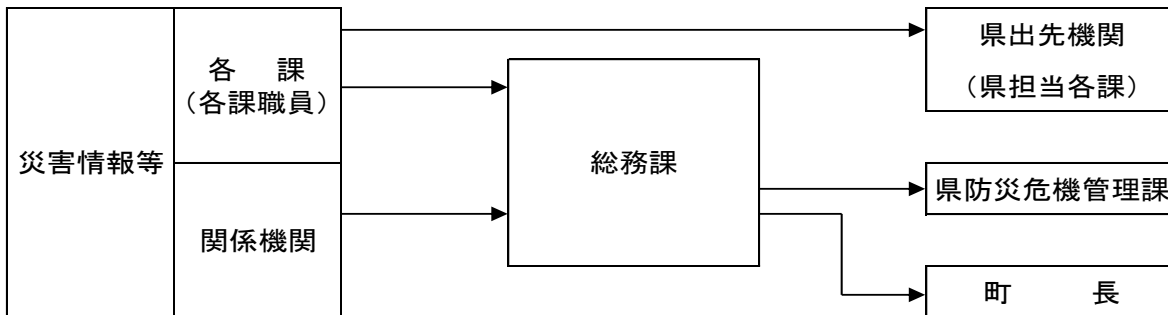 災害情報等
各　課
（各課職員）
関係機関
総務課
県出先機関
（県担当各課）
県防災危機管理課
町　長